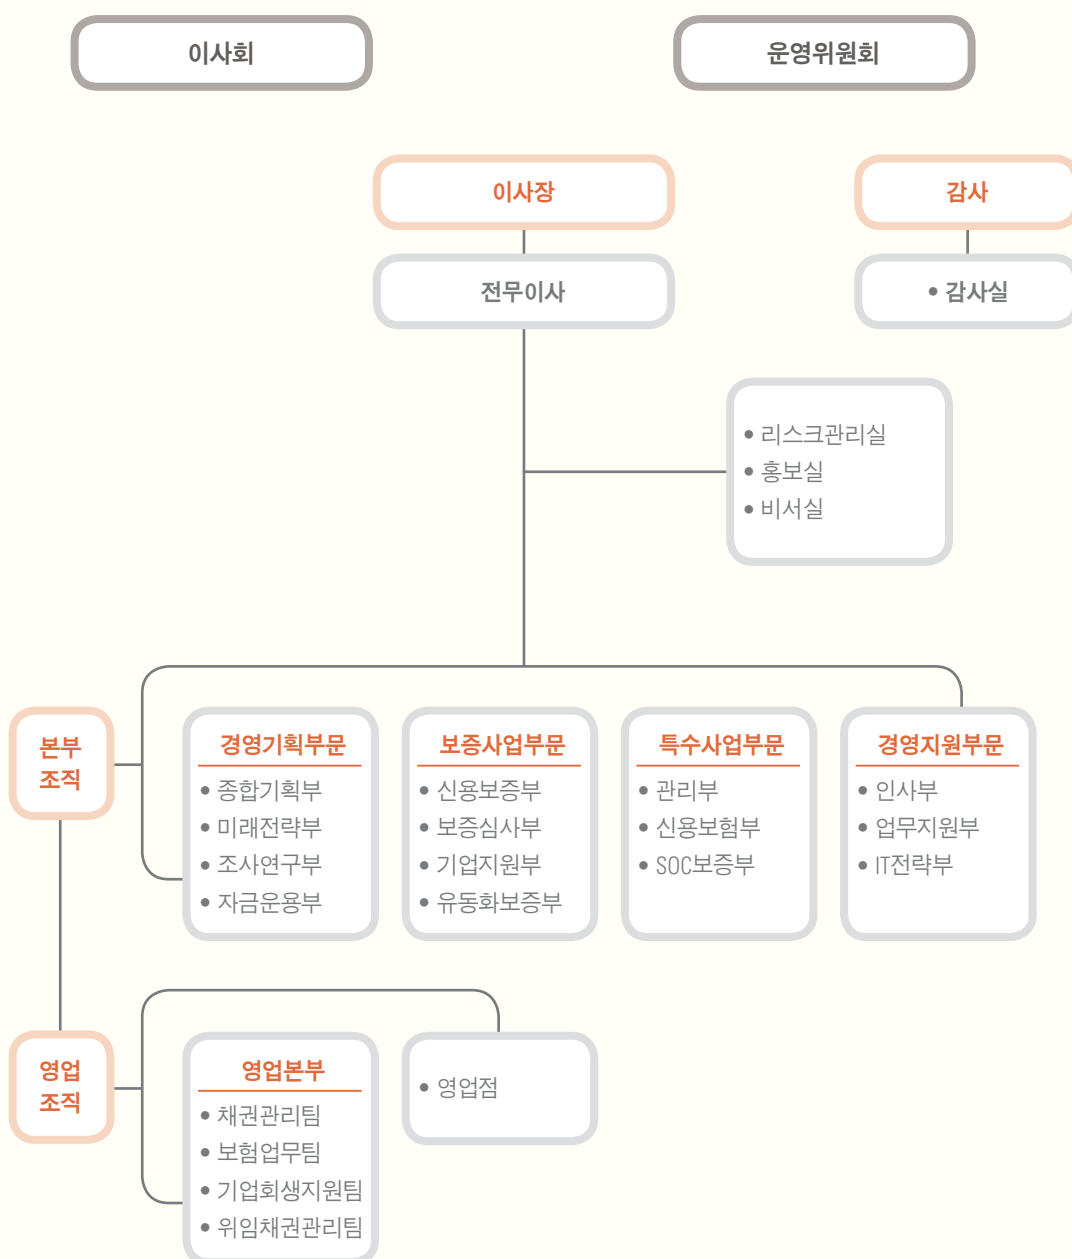 이사회
운영위원회
이사장
감사
전무이사
• 감사실
• 리스크관리실
• 홍보실
• 비서실
본부
조직
경영기획부문
• 종합기획부
• 미래전략부
• 조사연구부
• 자금운용부
보증사업부문
• 신용보증부
• 보증심사부
• 기업지원부
• 유동화보증부
특수사업부문
• 관리부
• 신용보험부
• SOC보증부
경영지원부문
• 인사부
• 업무지원부
• IT전략부
영업
조직
영업본부
• 채권관리팀
• 보험업무팀
• 기업회생지원팀
• 위임채권관리팀
• 영업점